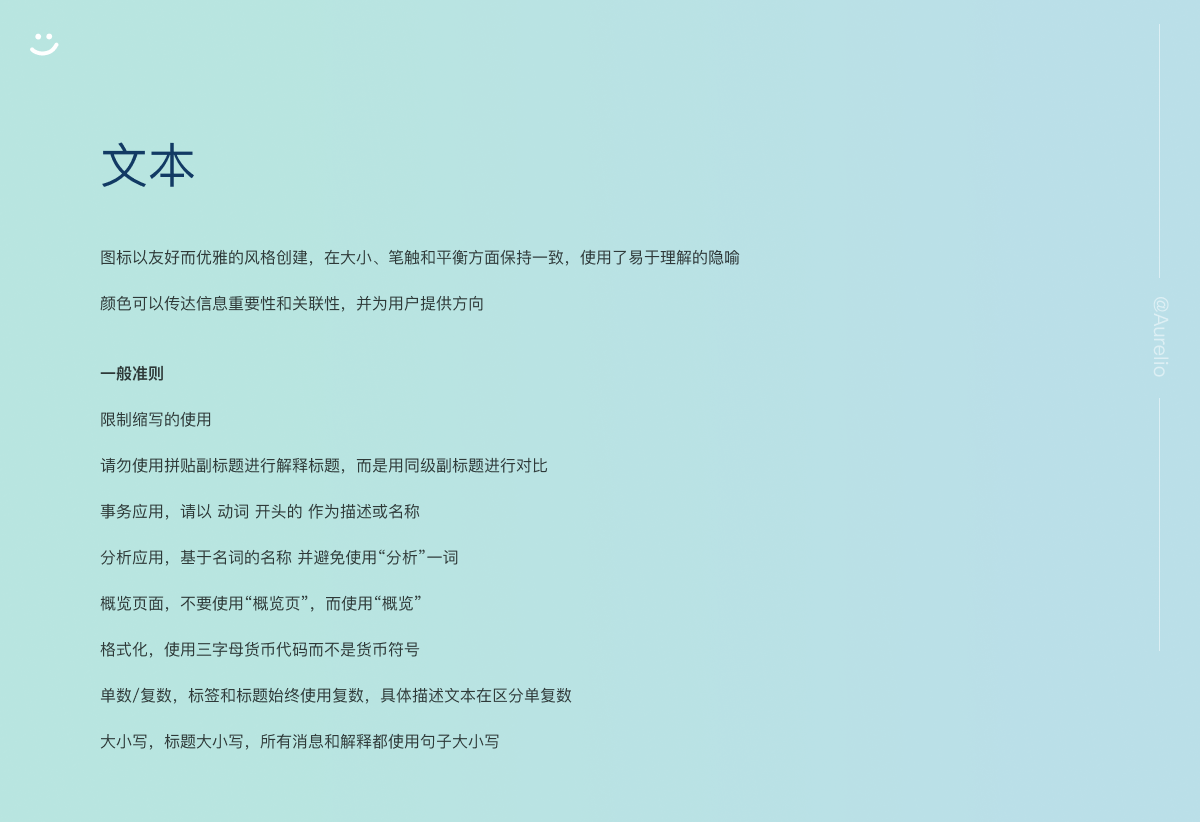 文本
图标以友好而优雅的风格创建，在大小、笔触和平衡方面保持一致，使用了易于理解的隐喻
颜色可以传达信息重要性和关联性，并为用户提供方向
一般准则
限制缩写的使用
请勿使用拼贴副标题进行解释标题，而是用同级副标题进行对比
事务应用，请以 动词 开头的 作为描述或名称
分析应用，基于名词的名称 并避免使用“分析”一词
概览页面，不要使用“概览页”，而使用“概览”
格式化，使用三字母货币代码而不是货币符号
单数/复数，标签和标题始终使用复数，具体描述文本在区分单复数
大小写，标题大小写，所有消息和解释都使用句子大小写
@Aurelio